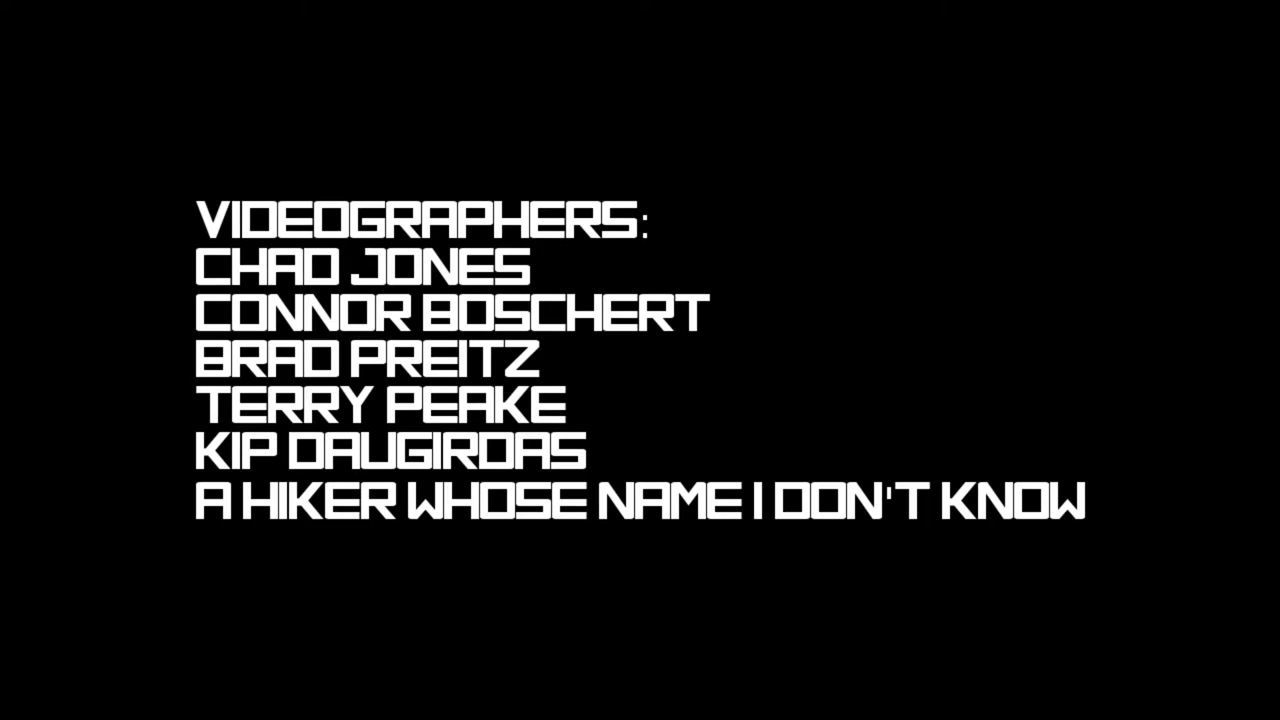 VIDEOGRAPHERS:
CHAD JONES
CONNOR BOSCHERT
BRAD PREITZ
TERRY PEAKE
KIP DAUGIRDAS
A HIKER WHOSE NAME I DON'T KNOW